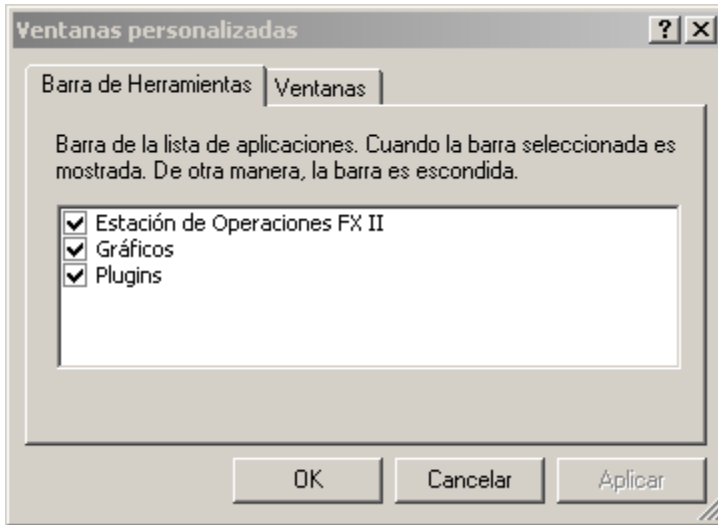 Ventanas personalizadas
Barra de Herramientas
Ventanas
Barra de la lista de aplicaciones. Cuando la barra seleccionada es
mostrada. De otra manera, la barra es escondida.
Estación de Operaciones FX II
Gráficos
Plugins
OK
Cancelar
Aplicar